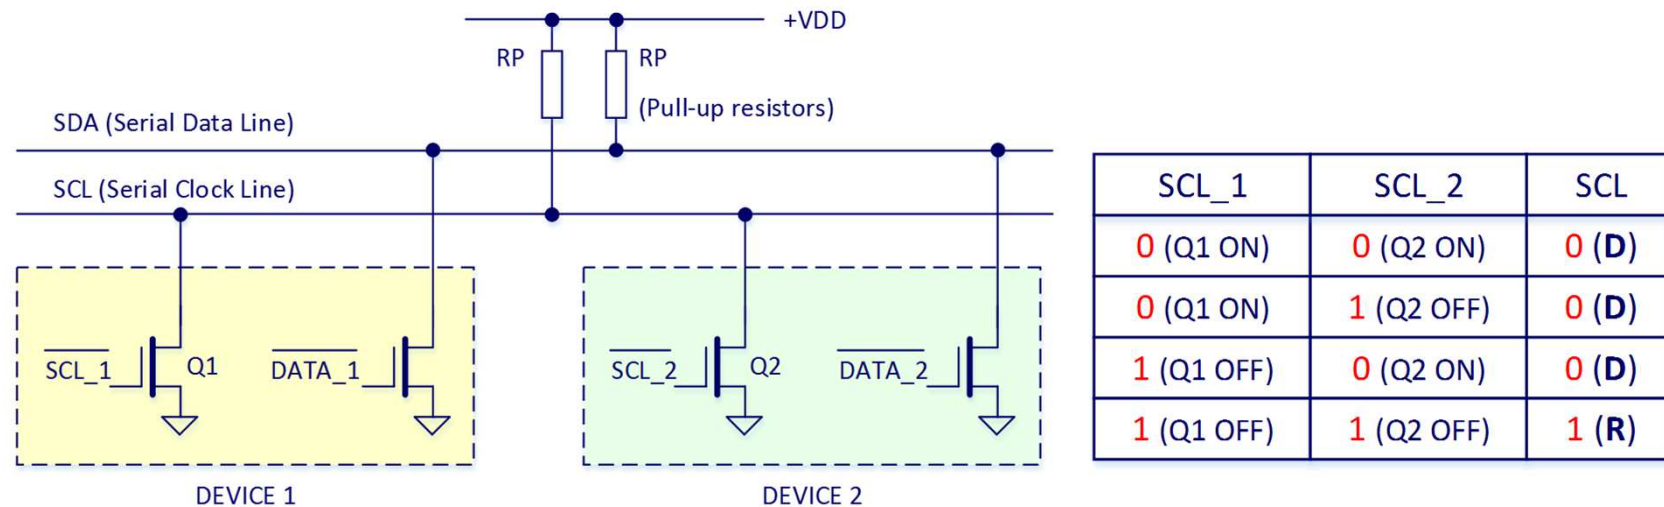 +VDD
RP RP
(Pull-up resistors)
SDA (Serial Data Line)
SCL (Serial Clock Line)
SCL_1 Q1 DATA_1
SCL_2 Q2 DATA_2
DEVICE 1
DEVICE 2
SCL_1 SCL_2 SCL
0 (Q1 ON) 0 (Q2 ON) 0 (D)
0 (Q1 ON) 1 (Q2 OFF) 0 (D)
1 (Q1 OFF) 0 (Q2 ON) 0 (D)
1 (Q1 OFF) 1 (Q2 OFF) 1 (R)